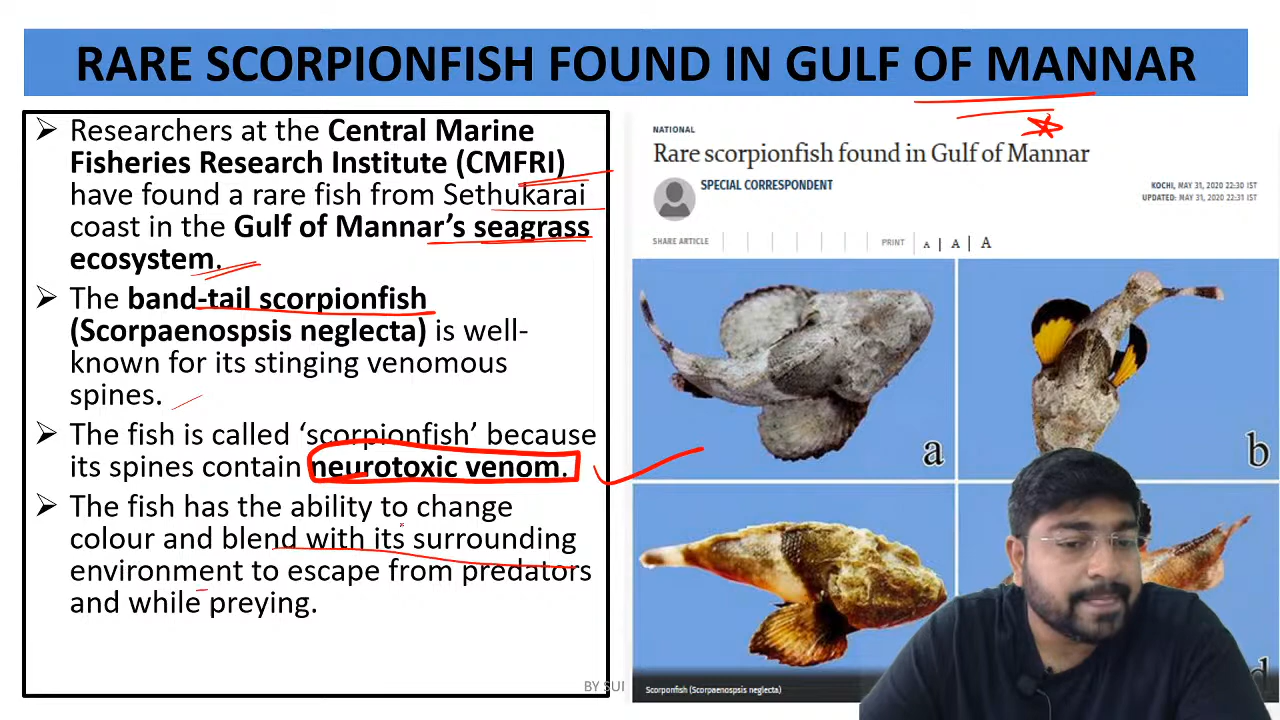 RARE SCORPIONFISH FOUND IN GULF OF MANNAR
Researchers at the Central Marine
Fisheries Research Institute (CMFRI)
have found a rare fish from Sethukarai
coast in the Gulf of Mannar's seagrass
ecosystem.
The band-tail scorpionfish
(Scorpaenospsis neglecta) is well-
known for its stinging venomous
spines.
The fish is called ‘scorpionfish’ because
its spines contain neurotoxic venom.
The fish has the ability to change
colour and blend with its surrounding
environment to escape from predators
and while preying.
NATIONAL
Rare scorpionfish found in Gulf of Mannar
SPECIAL CORRESPONDENT
KOCHI, MAY 31, 2020 22:30 IST
UPDATED: MAY 31, 2020 22:31 IST
SHARE ARTICLE
PRINT
A | A | A
a
b
d
Scorponfish (Scorpaenospsis neglecta)
BY SU